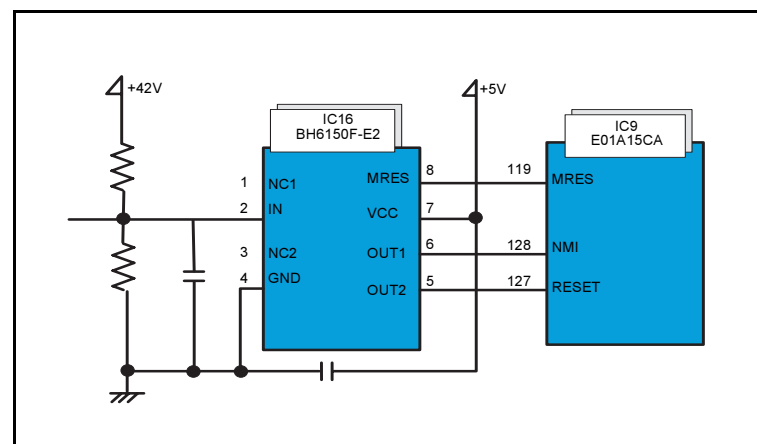 +42V
+5V
IC16
BH6150F-E2
IC9
E01A15CA
1 NC1 MRES 8 119 MRES
2 IN VCC 7
3 NC2 OUT1 6 128 NMI
4 GND OUT2 5 127 RESET